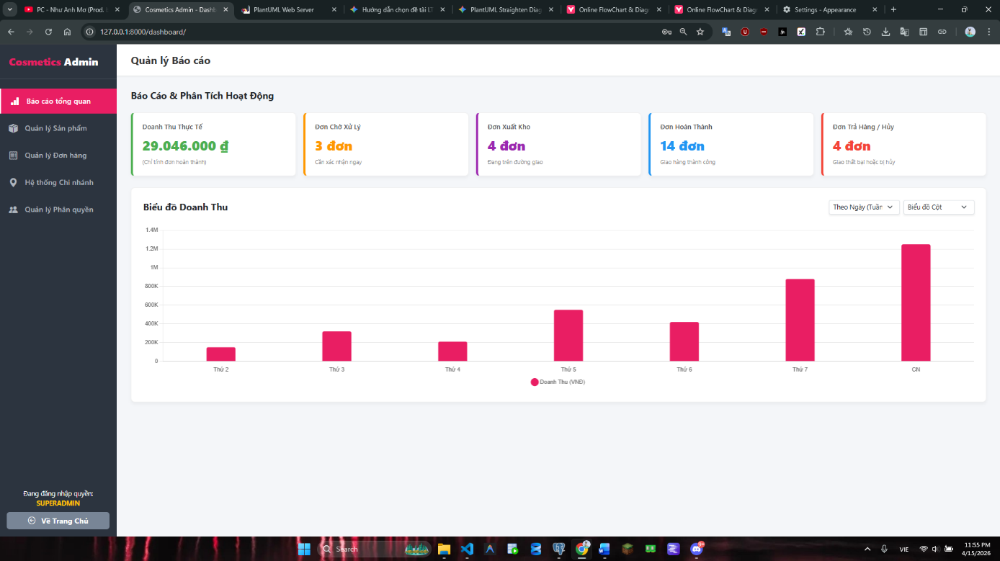 PC - Như Anh Mơ (Prod.
Cosmetics Admin - Dashb
PlantUML Web Server
Hướng dẫn chọn đề tài LT
PlantUML Straighten Diag
Online FlowChart & Diagr
Online FlowChart & Diagr
Settings - Appearance
127.0.0.1:8000/dashboard/
Cosmetics Admin
Quản lý Báo cáo
Báo cáo tổng quan
Quản lý Sản phẩm
Quản lý Đơn hàng
Hệ thống Chi nhánh
Quản lý Phân quyền
Báo Cáo & Phân Tích Hoạt Động
Doanh Thu Thực Tế
29.046.000 ₫
(Chỉ tính đơn hoàn thành)
Đơn Chờ Xử Lý
3 đơn
Cần xác nhận ngay
Đơn Xuất Kho
4 đơn
Đang trên đường giao
Đơn Hoàn Thành
14 đơn
Giao hàng thành công
Đơn Trả Hàng / Hủy
4 đơn
Giao thất bại hoặc bị hủy
Biểu đồ Doanh Thu
Theo Ngày (Tuần
Biểu đồ Cột
1.4M
1.2M
1M
800K
600K
400K
200K
0
Thứ 2
Thứ 3
Thứ 4
Thứ 5
Thứ 6
Thứ 7
CN
Doanh Thu (VNĐ)
Đang đăng nhập quyền:
SUPERADMIN
Về Trang Chủ
Search
VIE
11:55 PM
4/15/2026